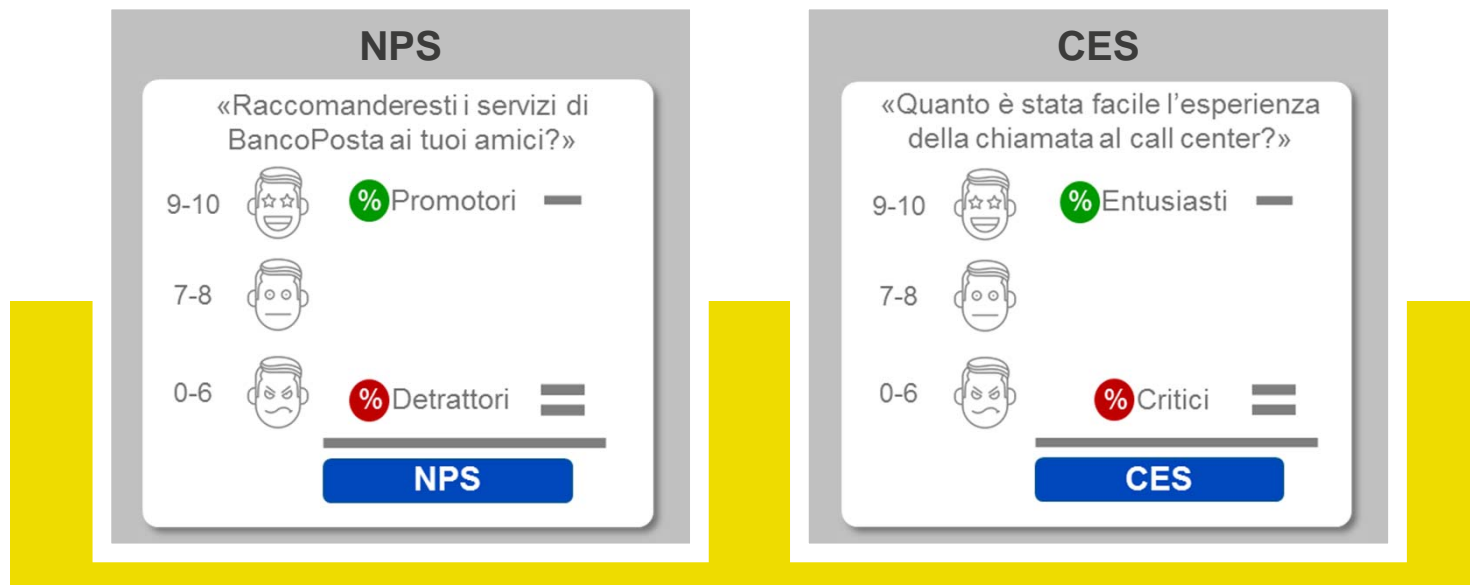 NPS
«Raccomanderesti i servizi di
BancoPosta ai tuoi amici?»
9-10 % Promotori —
7-8
0-6 % Detrattori =
NPS
CES
«Quanto è stata facile l'esperienza
della chiamata al call center?»
9-10 % Entusiasti —
7-8
0-6 % Critici =
CES